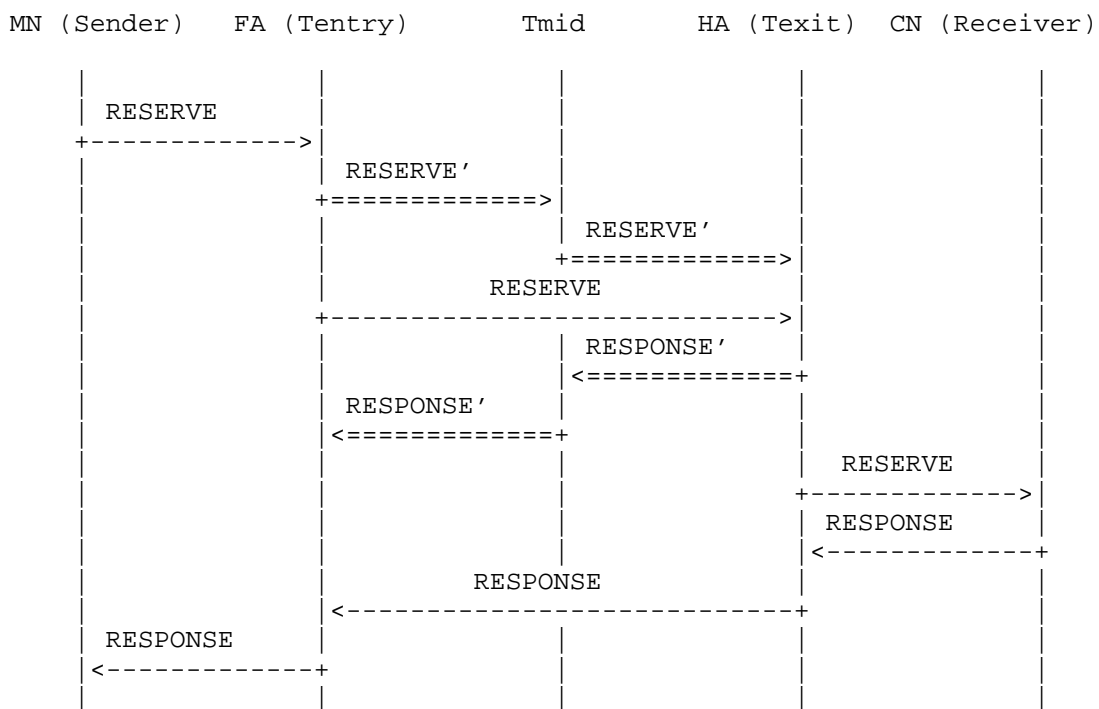 MN (Sender) FA (Tentry) Tmid HA (Texit) CN (Receiver)
RESERVE
RESERVE'
RESERVE'
RESERVE
RESPONSE'
RESPONSE'
RESERVE
RESPONSE
RESPONSE
RESPONSE